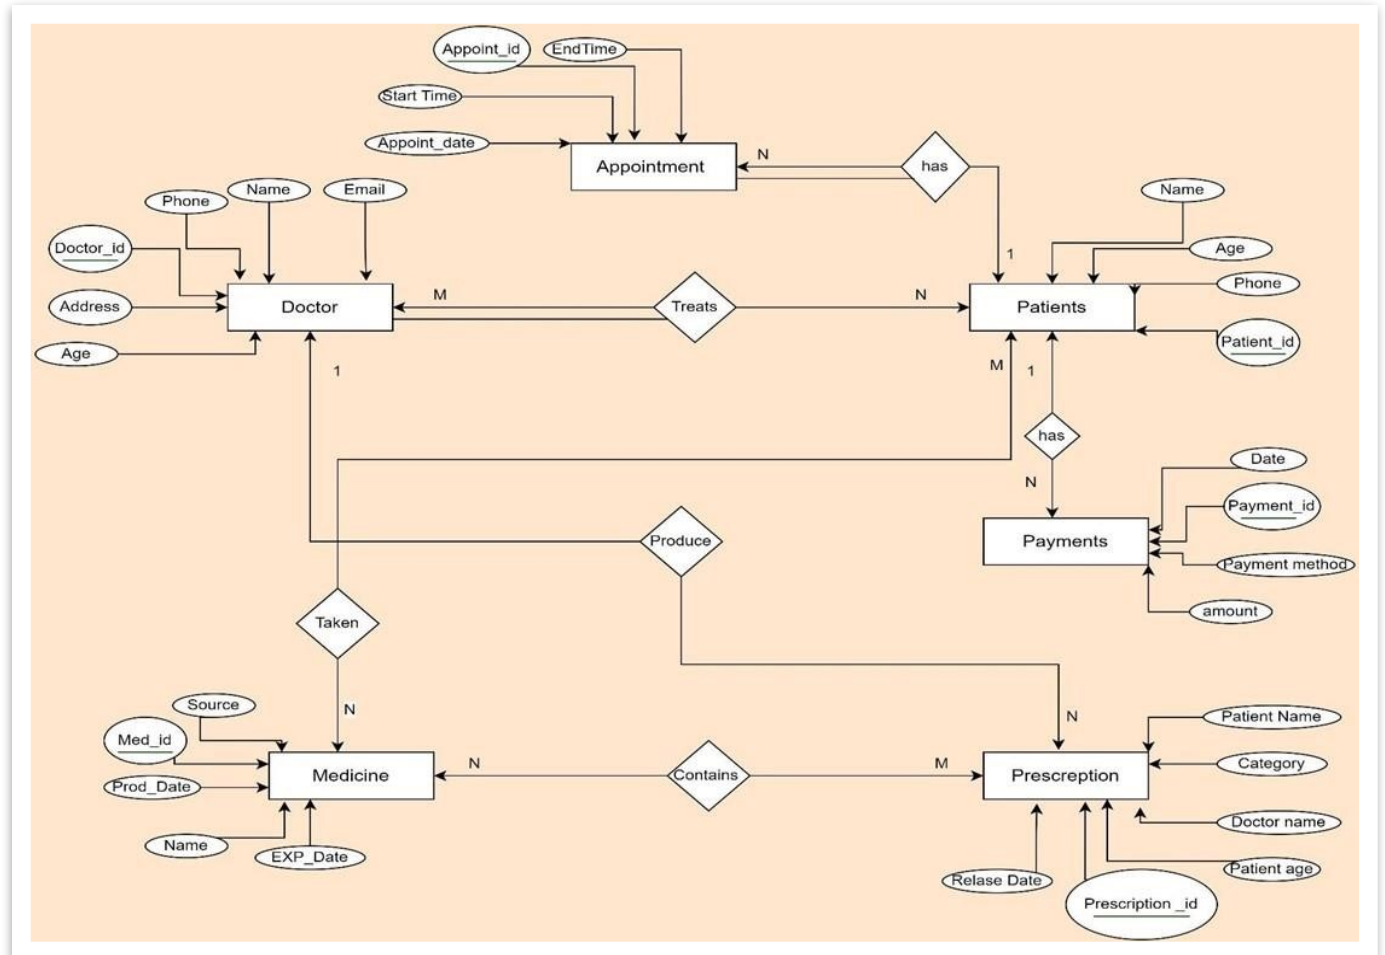 Appoint_id
EndTime
Start Time
Appoint_date
Appointment
N
has
Name
Email
Phone
Name
Doctor_id
Age
1
Address
Doctor
M
Treats
N
Patients
Phone
Age
Patient_id
1
M
1
has
Date
N
Payment_id
Produce
Payments
Payment method
Taken
amount
Source
N
N
Patient Name
Med_id
Medicine
N
Contains
M
Prescreption
Category
Prod_Date
Doctor name
Name
EXP_Date
Patient age
Relase Date
Prescription _id